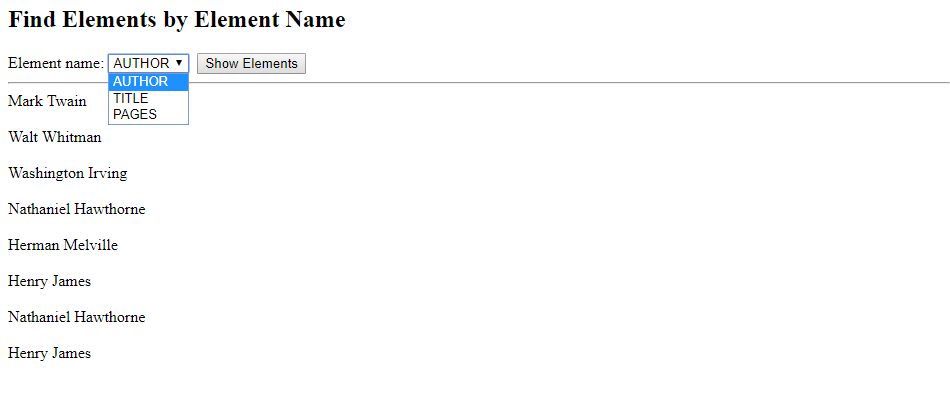 Find Elements by Element Name
Element name: AUTHOR Show Elements
AUTHOR
TITLE
PAGES
Mark Twain
Walt Whitman
Washington Irving
Nathaniel Hawthorne
Herman Melville
Henry James
Nathaniel Hawthorne
Henry James